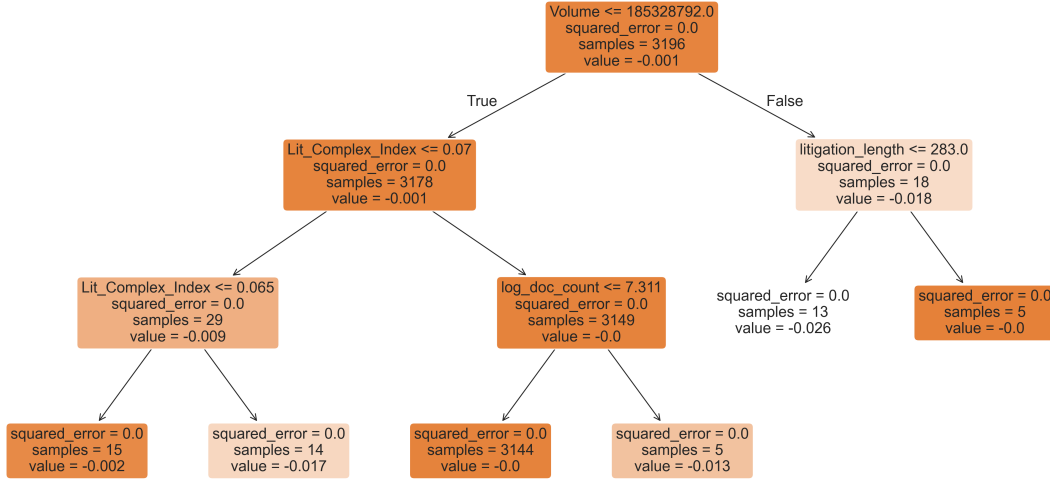 Volume <= 185328792.0
squared_error = 0.0
samples = 3196
value = -0.001
True
False
Lit_Complex_Index <= 0.07
squared_error = 0.0
samples = 3178
value = -0.001
litigation_length <= 283.0
squared_error = 0.0
samples = 18
value = -0.018
Lit_Complex_Index <= 0.065
squared_error = 0.0
samples = 29
value = -0.009
log_doc_count <= 7.311
squared_error = 0.0
samples = 3149
value = -0.0
squared_error = 0.0
samples = 13
value = -0.026
squared_error = 0.0
samples = 5
value = -0.0
squared_error = 0.0
samples = 15
value = -0.002
squared_error = 0.0
samples = 14
value = -0.017
squared_error = 0.0
samples = 3144
value = -0.0
squared_error = 0.0
samples = 5
value = -0.013